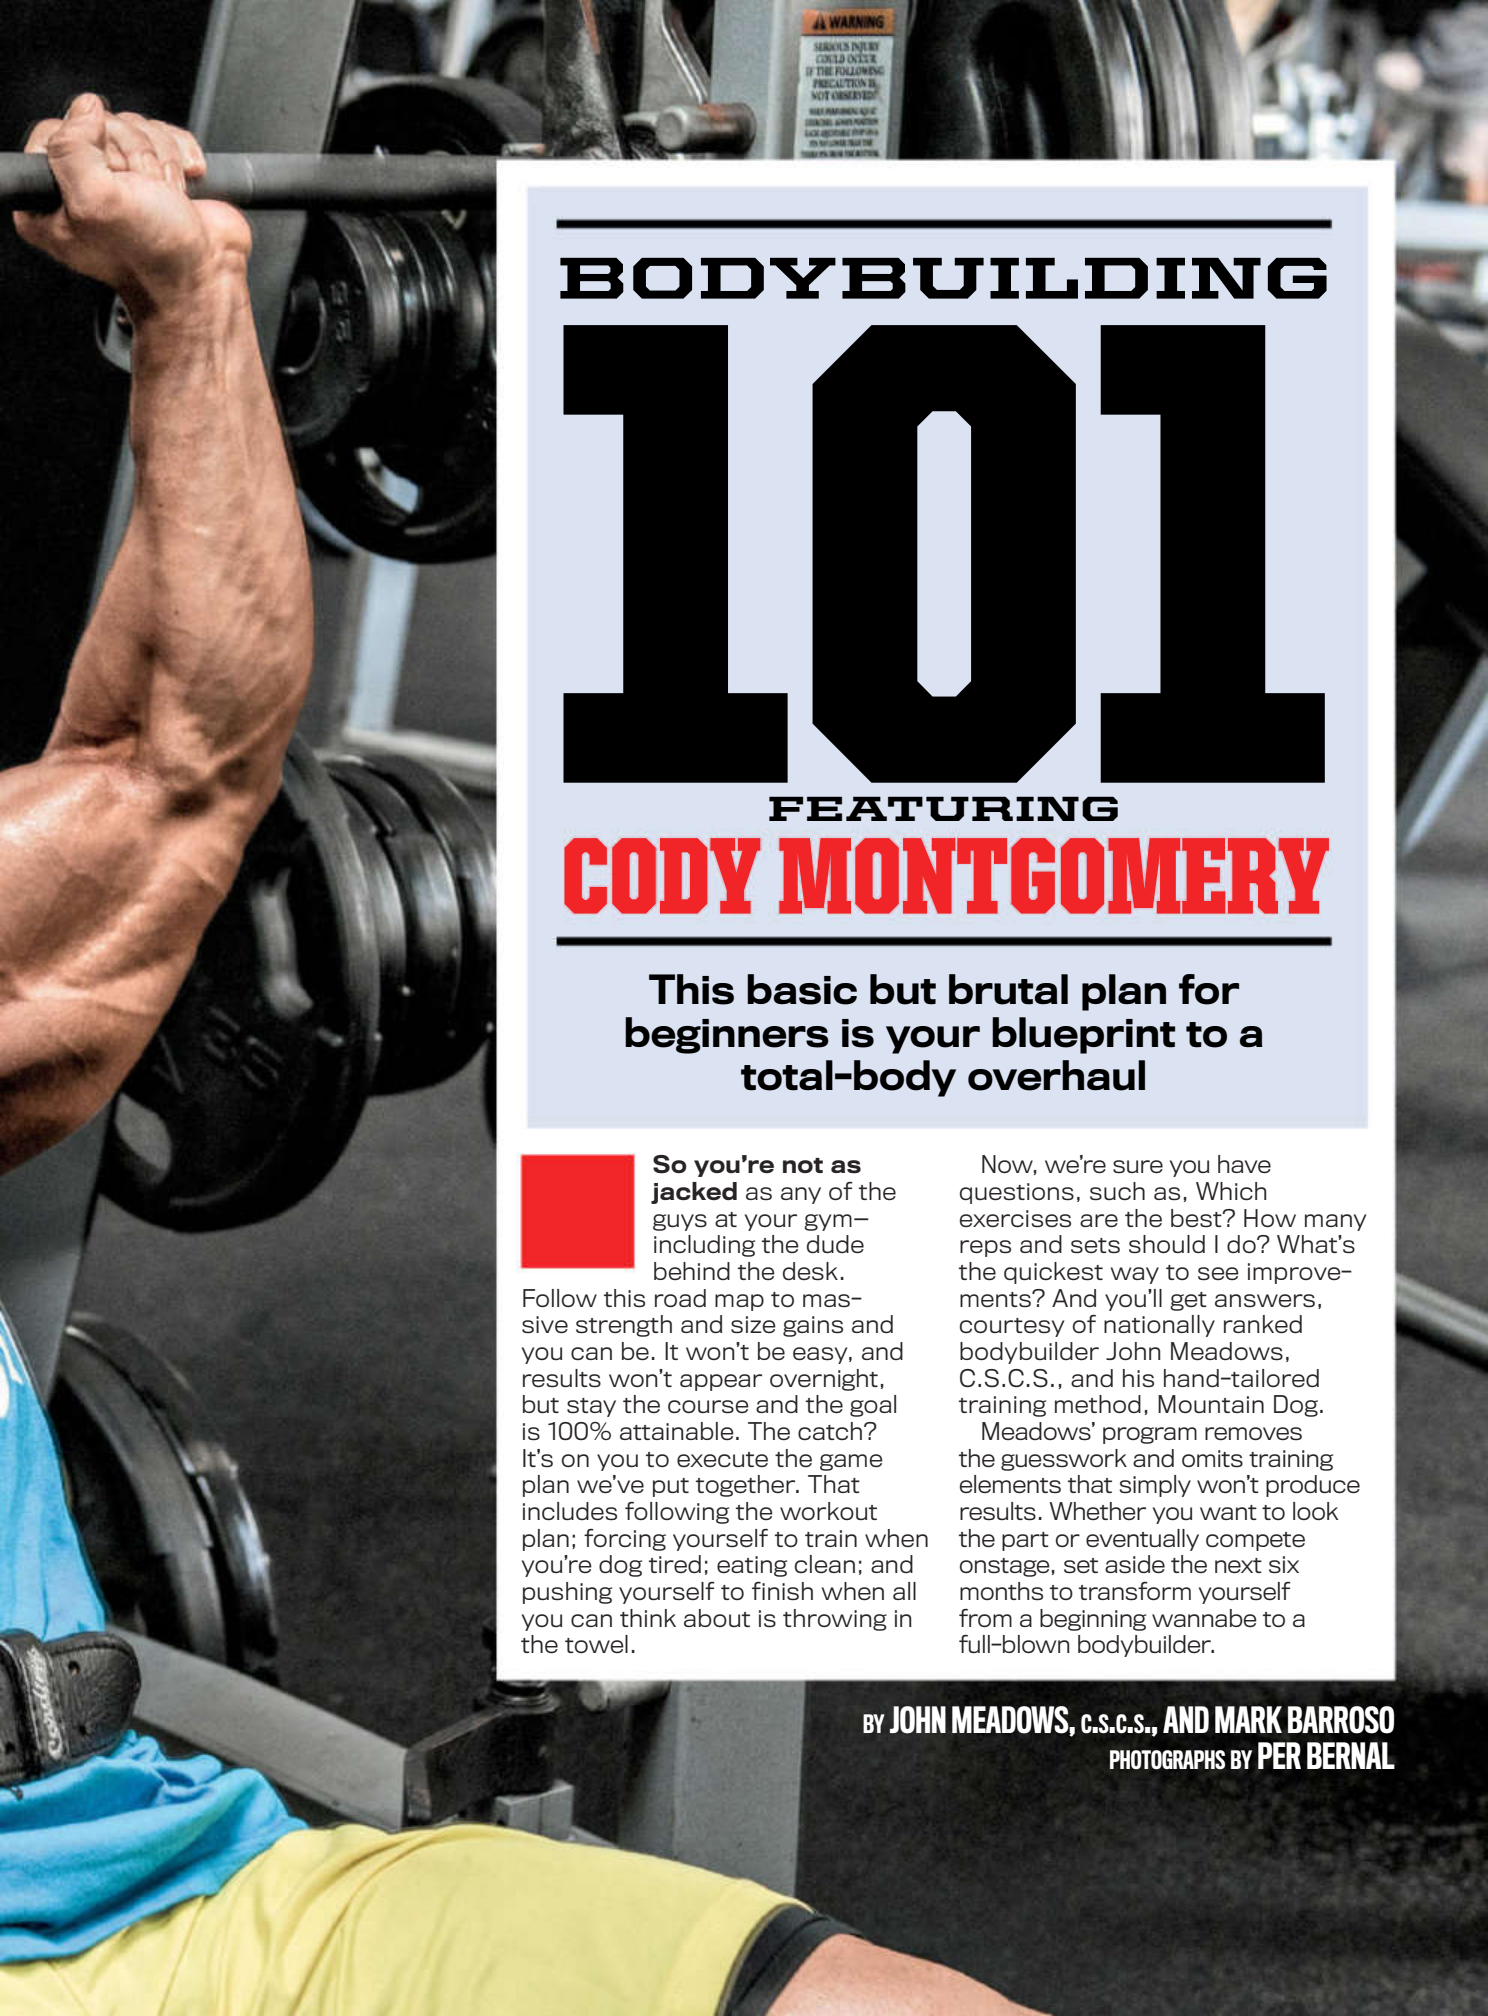 WARNING
SERIOUS INJURY
COULD OCCUR
IF THE FOLLOWING
PRECAUTION IS
NOT OBSERVED!
BODYBUILDING
101
FEATURING
CODY MONTGOMERY
This basic but brutal plan for
beginners is your blueprint to a
total-body overhaul
So you're not as
jacked as any of the
guys at your gym—
including the dude
behind the desk.
Follow this road map to mas-
sive strength and size gains and
you can be. It won't be easy, and
results won't appear overnight,
but stay the course and the goal
is 100% attainable. The catch?
It's on you to execute the game
plan we've put together. That
includes following the workout
plan; forcing yourself to train when
you're dog tired; eating clean; and
pushing yourself to finish when all
you can think about is throwing in
the towel.
Now, we're sure you have
questions, such as, Which
exercises are the best? How many
reps and sets should I do? What's
the quickest way to see improve-
ments? And you'll get answers,
courtesy of nationally ranked
bodybuilder John Meadows,
C.S.C.S., and his hand-tailored
training method, Mountain Dog.
Meadows' program removes
the guesswork and omits training
elements that simply won't produce
results. Whether you want to look
the part or eventually compete
onstage, set aside the next six
months to transform yourself
from a beginning wannabe to a
full-blown bodybuilder.
BY JOHN MEADOWS, C.S.C.S., AND MARK BARROSO
PHOTOGRAPHS BY PER BERNAL
35